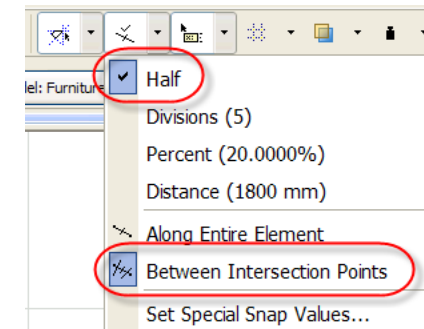 del: Furniture
Half
Divisions (5)
Percent (20.0000%)
Distance (1800 mm)
Along Entire Element
Between Intersection Points
Set Special Snap Values...